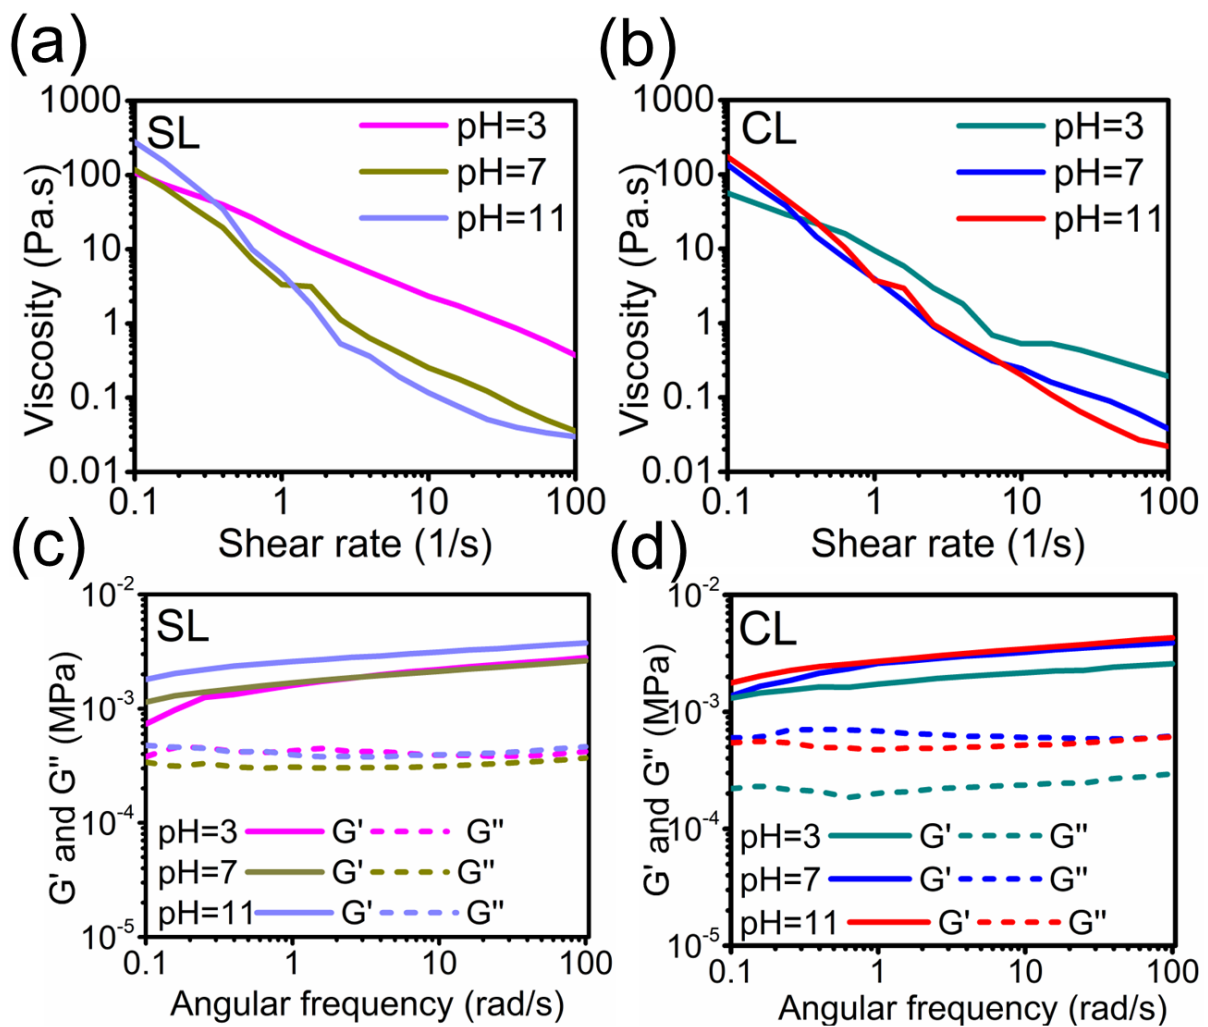 (a)
SL
pH=3
pH=7
pH=11
1000
100
10
1
0.1
0.01
Viscosity (Pa.s)
0.1 1 10 100
Shear rate (1/s)
(b)
CL
pH=3
pH=7
pH=11
1000
100
10
1
0.1
0.01
Viscosity (Pa.s)
0.1 1 10 100
Shear rate (1/s)
(c)
SL
10⁻²
10⁻³
10⁻⁴
10⁻⁵
G' and G" (MPa)
pH=3 G' G"
pH=7 G' G"
pH=11 G' G"
0.1 1 10 100
Angular frequency (rad/s)
(d)
CL
10⁻²
10⁻³
10⁻⁴
10⁻⁵
G' and G" (MPa)
pH=3 G' G"
pH=7 G' G"
pH=11 G' G"
0.1 1 10 100
Angular frequency (rad/s)